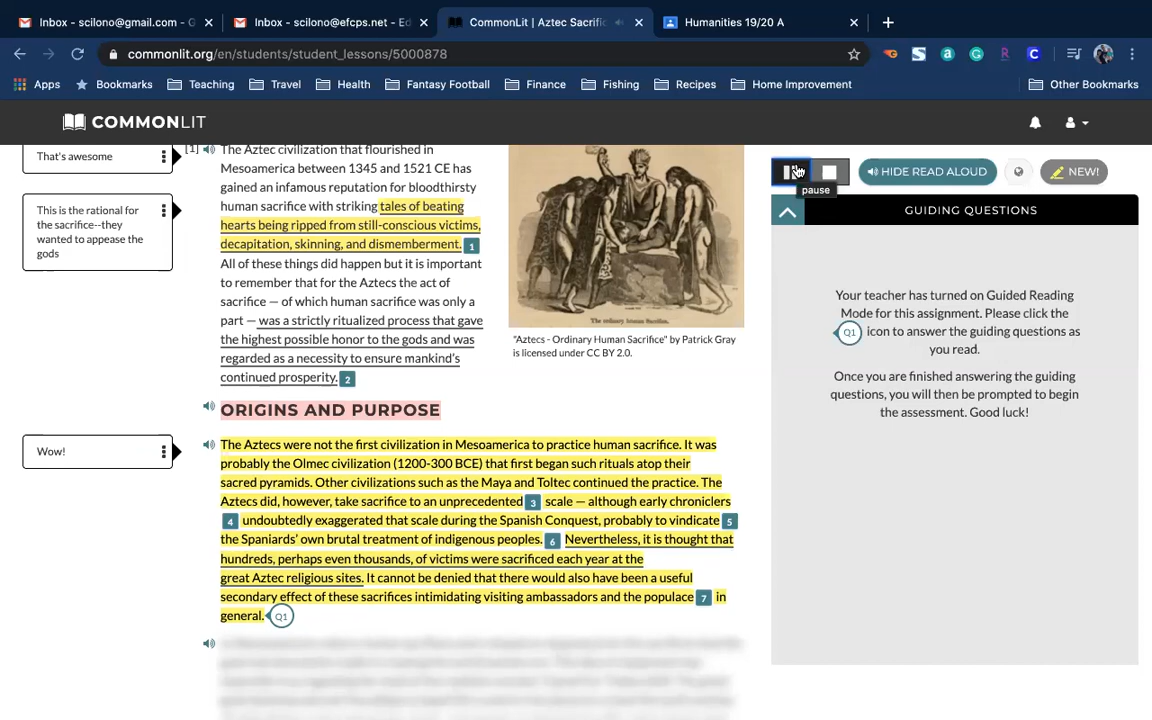 Inbox - scilono@gmail.com - G
Inbox - scilono@efcps.net - Ed
CommonLit | Aztec Sacrific
Humanities 19/20 A
commonlit.org/en/students/student_lessons/5000878
Apps
Bookmarks
Teaching
Travel
Health
Fantasy Football
Finance
Fishing
Recipes
Home Improvement
Other Bookmarks
COMMONLIT
That's awesome
This is the rational for
the sacrifice--they
wanted to appease the
gods
Wow!
[1]
The Aztec civilization that flourished in
Mesoamerica between 1345 and 1521 CE has
gained an infamous reputation for bloodthirsty
human sacrifice with striking tales of beating
hearts being ripped from still-conscious victims,
decapitation, skinning, and dismemberment. 1
All of these things did happen but it is important
to remember that for the Aztecs the act of
sacrifice — of which human sacrifice was only a
part — was a strictly ritualized process that gave
the highest possible honor to the gods and was
regarded as a necessity to ensure mankind's
continued prosperity. 2
The ordinary Human Sacrifice.
"Aztecs - Ordinary Human Sacrifice" by Patrick Gray
is licensed under CC BY 2.0.
ORIGINS AND PURPOSE
The Aztecs were not the first civilization in Mesoamerica to practice human sacrifice. It was
probably the Olmec civilization (1200-300 BCE) that first began such rituals atop their
sacred pyramids. Other civilizations such as the Maya and Toltec continued the practice. The
Aztecs did, however, take sacrifice to an unprecedented 3 scale — although early chroniclers
4 undoubtedly exaggerated that scale during the Spanish Conquest, probably to vindicate 5
the Spaniards' own brutal treatment of indigenous peoples. 6 Nevertheless, it is thought that
hundreds, perhaps even thousands, of victims were sacrificed each year at the
great Aztec religious sites. It cannot be denied that there would also have been a useful
secondary effect of these sacrifices intimidating visiting ambassadors and the populace 7 in
general. Q1
pause
HIDE READ ALOUD
NEW!
GUIDING QUESTIONS
Your teacher has turned on Guided Reading
Mode for this assignment. Please click the
Q1 icon to answer the guiding questions as
you read.
Once you are finished answering the guiding
questions, you will then be prompted to begin
the assessment. Good luck!